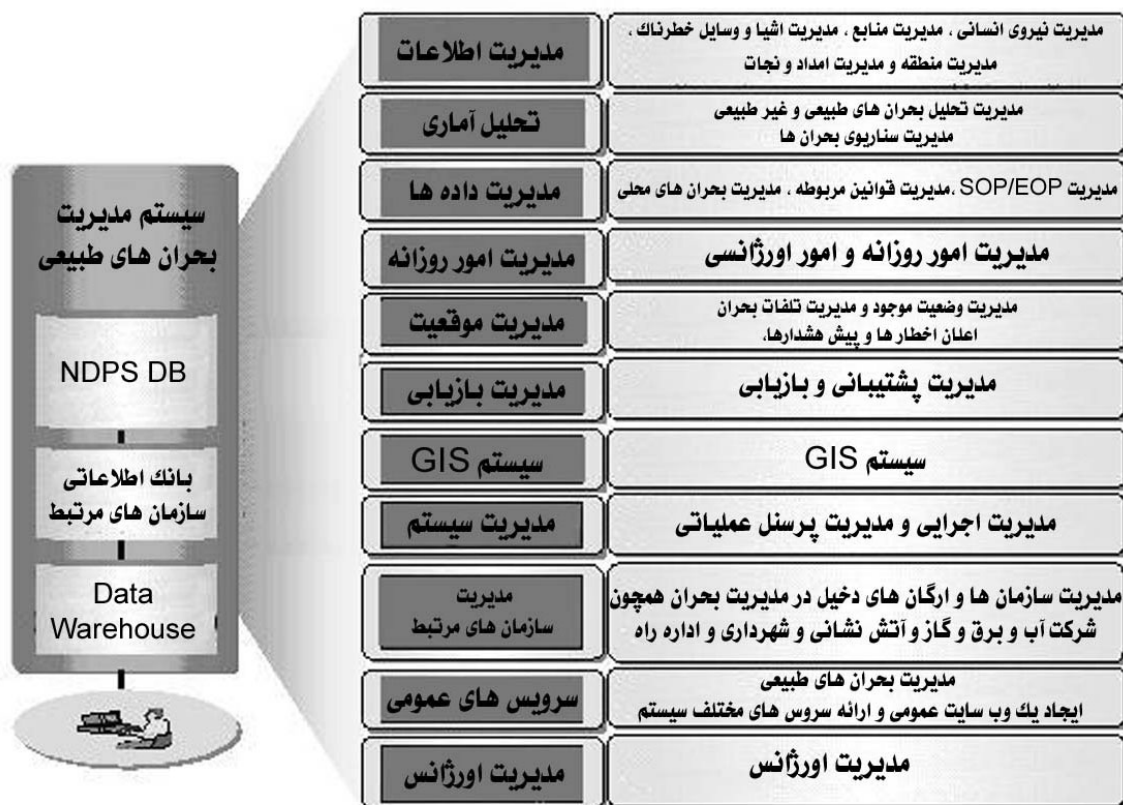 سیستم مدیریت
بحران های طبیعی
NDPS DB
بانک اطلاعاتی
سازمان های مرتبط
Data
Warehouse
مدیریت اطلاعات
مدیریت نیروی انسانی ، مدیریت منابع ، مدیریت اشیا و وسایل خطرناک ،
مدیریت منطقه و مدیریت امداد و نجات
تحلیل آماری
مدیریت تحلیل بحران های طبیعی و غیر طبیعی
مدیریت سناریوی بحران ها
مدیریت داده ها
مدیریت SOP/EOP ،مدیریت قوانین مربوطه ، مدیریت بحران های محلی
مدیریت امور روزانه
مدیریت امور روزانه و امور اورژانسی
مدیریت موقعیت
مدیریت وضعیت موجود و مدیریت تلفات بحران
اعلان اخطار ها و پیش هشدارها،
مدیریت بازیابی
مدیریت پشتیبانی و بازیابی
سیستم GIS
سیستم GIS
مدیریت سیستم
مدیریت اجرایی و مدیریت پرسنل عملیاتی
مدیریت
سازمان های مرتبط
مدیریت سازمان ها و ارگان های دخیل در مدیریت بحران همچون
شرکت آب و برق و گاز و آتش نشانی و شهرداری و اداره راه
سرویس های عمومی
مدیریت بحران های طبیعی
ایجاد یک وب سایت عمومی و ارائه سروس های مختلف سیستم
مدیریت اورژانس
مدیریت اورژانس